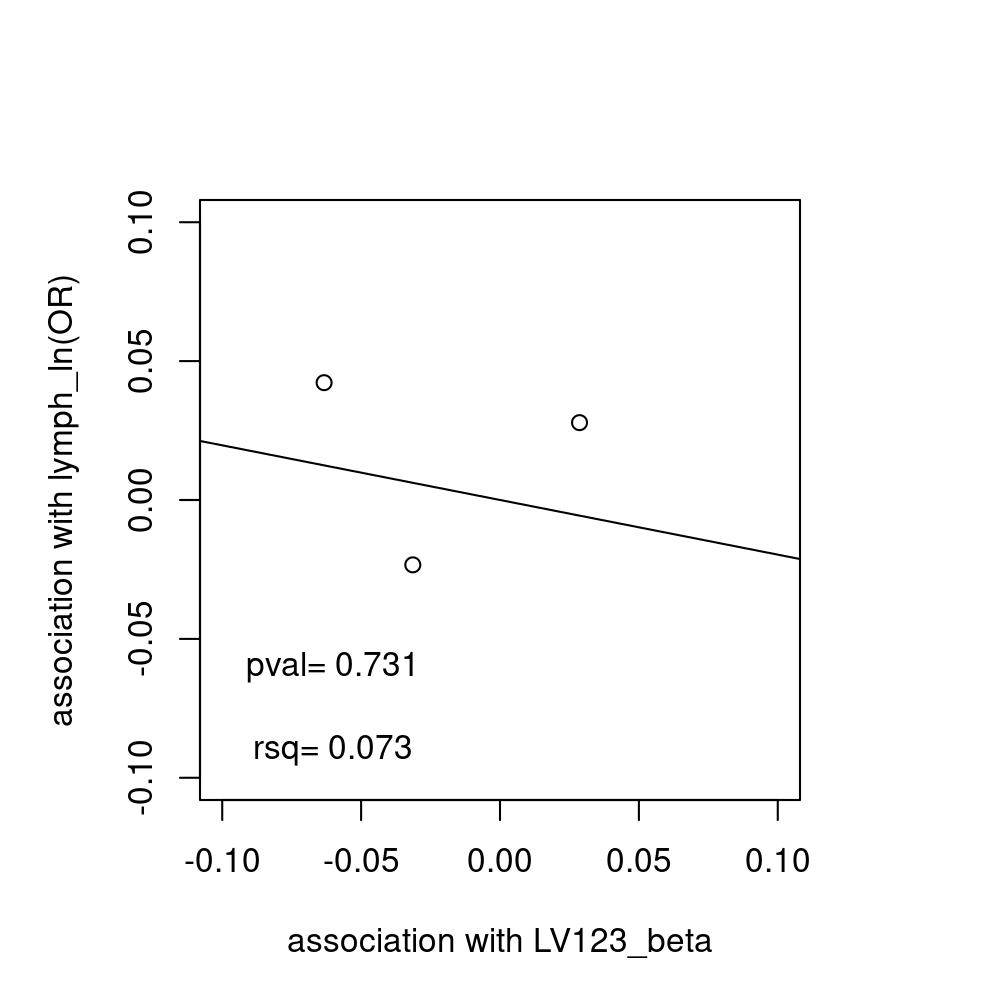 association with lymph_ln(OR)
0.10
0.05
0.00
-0.05
-0.10
pval= 0.731
rsq= 0.073
-0.10 -0.05 0.00 0.05 0.10
association with LV123_beta